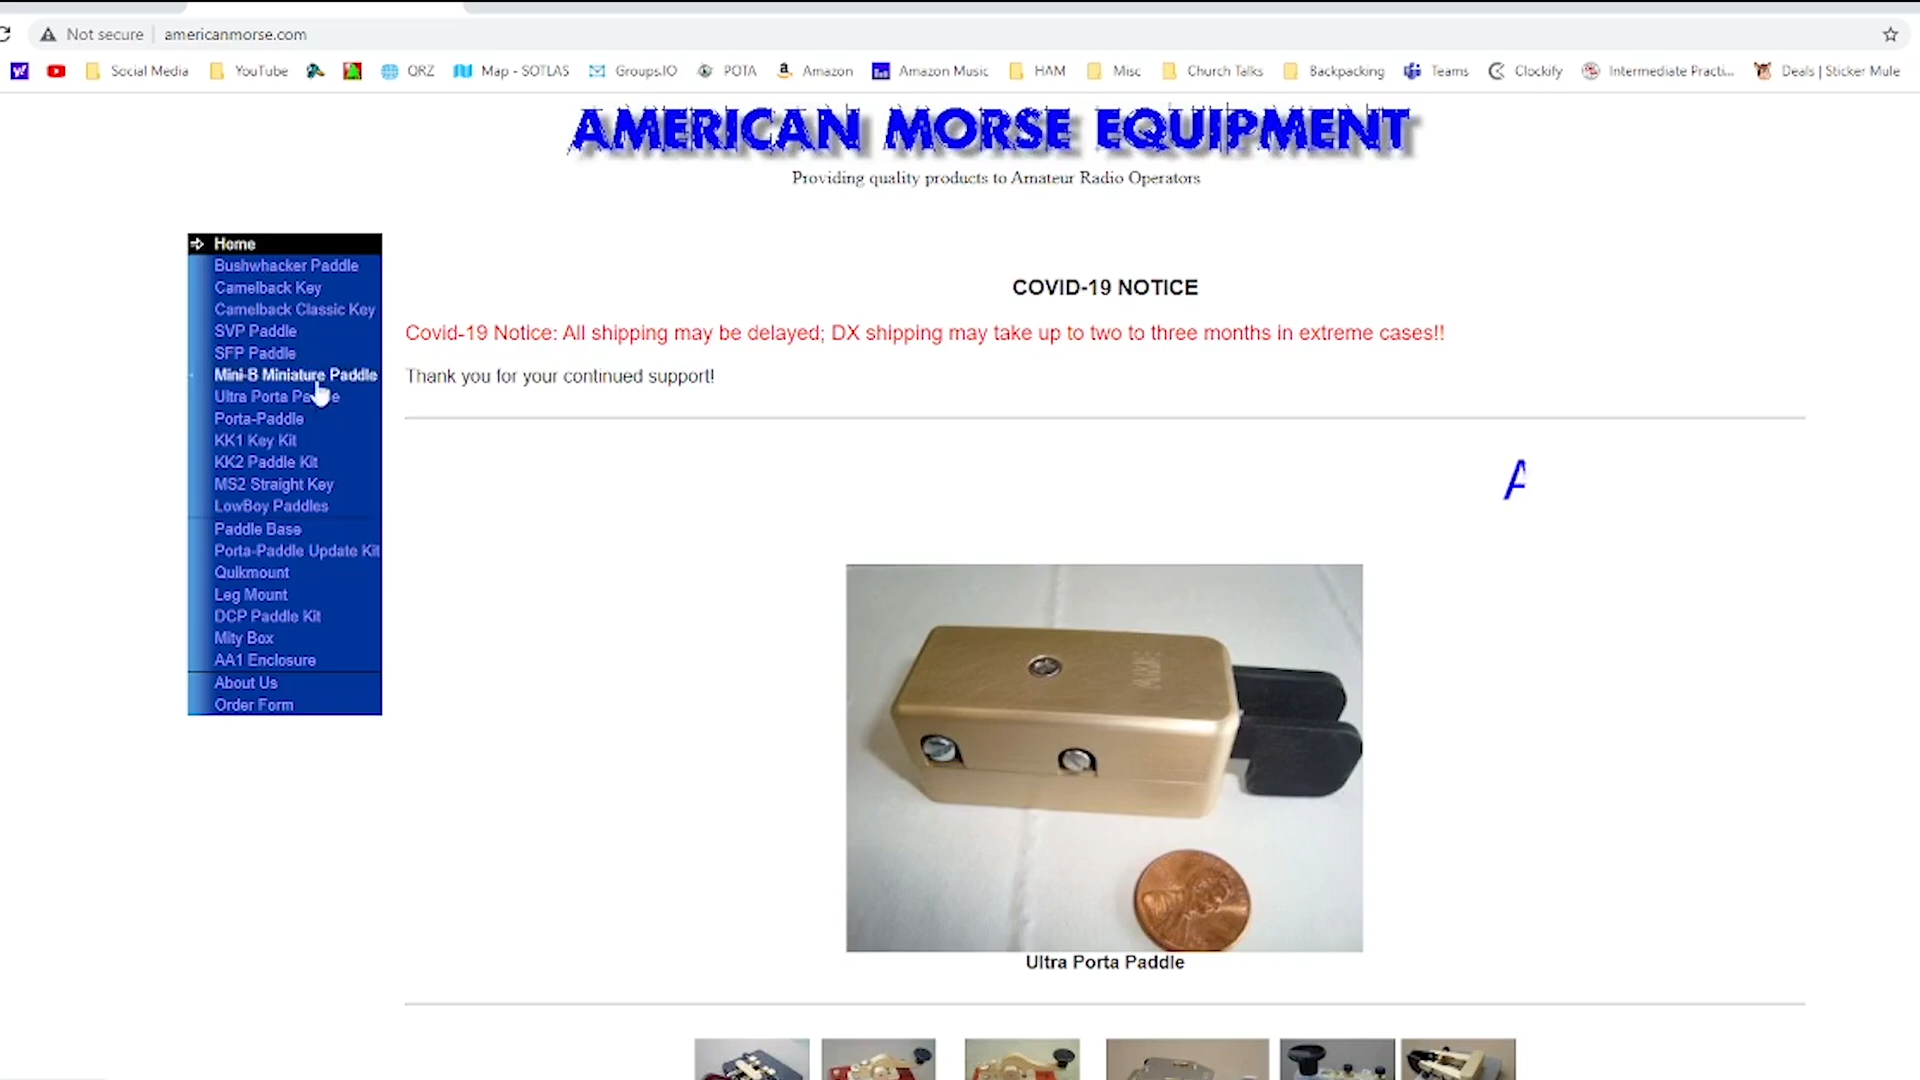 Not secure americanmorse.com
Social Media YouTube QRZ Map - SOTLAS Groups.IO POTA Amazon Amazon Music HAM Misc Church Talks Backpacking Teams Clockify Intermediate Practi... Deals | Sticker Mule
AMERICAN MORSE EQUIPMENT
Providing quality products to Amateur Radio Operators
Home
Bushwhacker Paddle
Camelback Key
Camelback Classic Key
SVP Paddle
SFP Paddle
Mini-B Miniature Paddle
Ultra Porta
Porta-Paddle
KK1 Key Kit
KK2 Paddle Kit
MS2 Straight Key
LowBoy Paddles
Paddle Base
Porta-Paddle Update Kit
Quikmount
Leg Mount
DCP Paddle Kit
Mity Box
AA1 Enclosure
About Us
Order Form
COVID-19 NOTICE
Covid-19 Notice: All shipping may be delayed; DX shipping may take up to two to three months in extreme cases!!
Thank you for your continued support!
AME
Ultra Porta Paddle